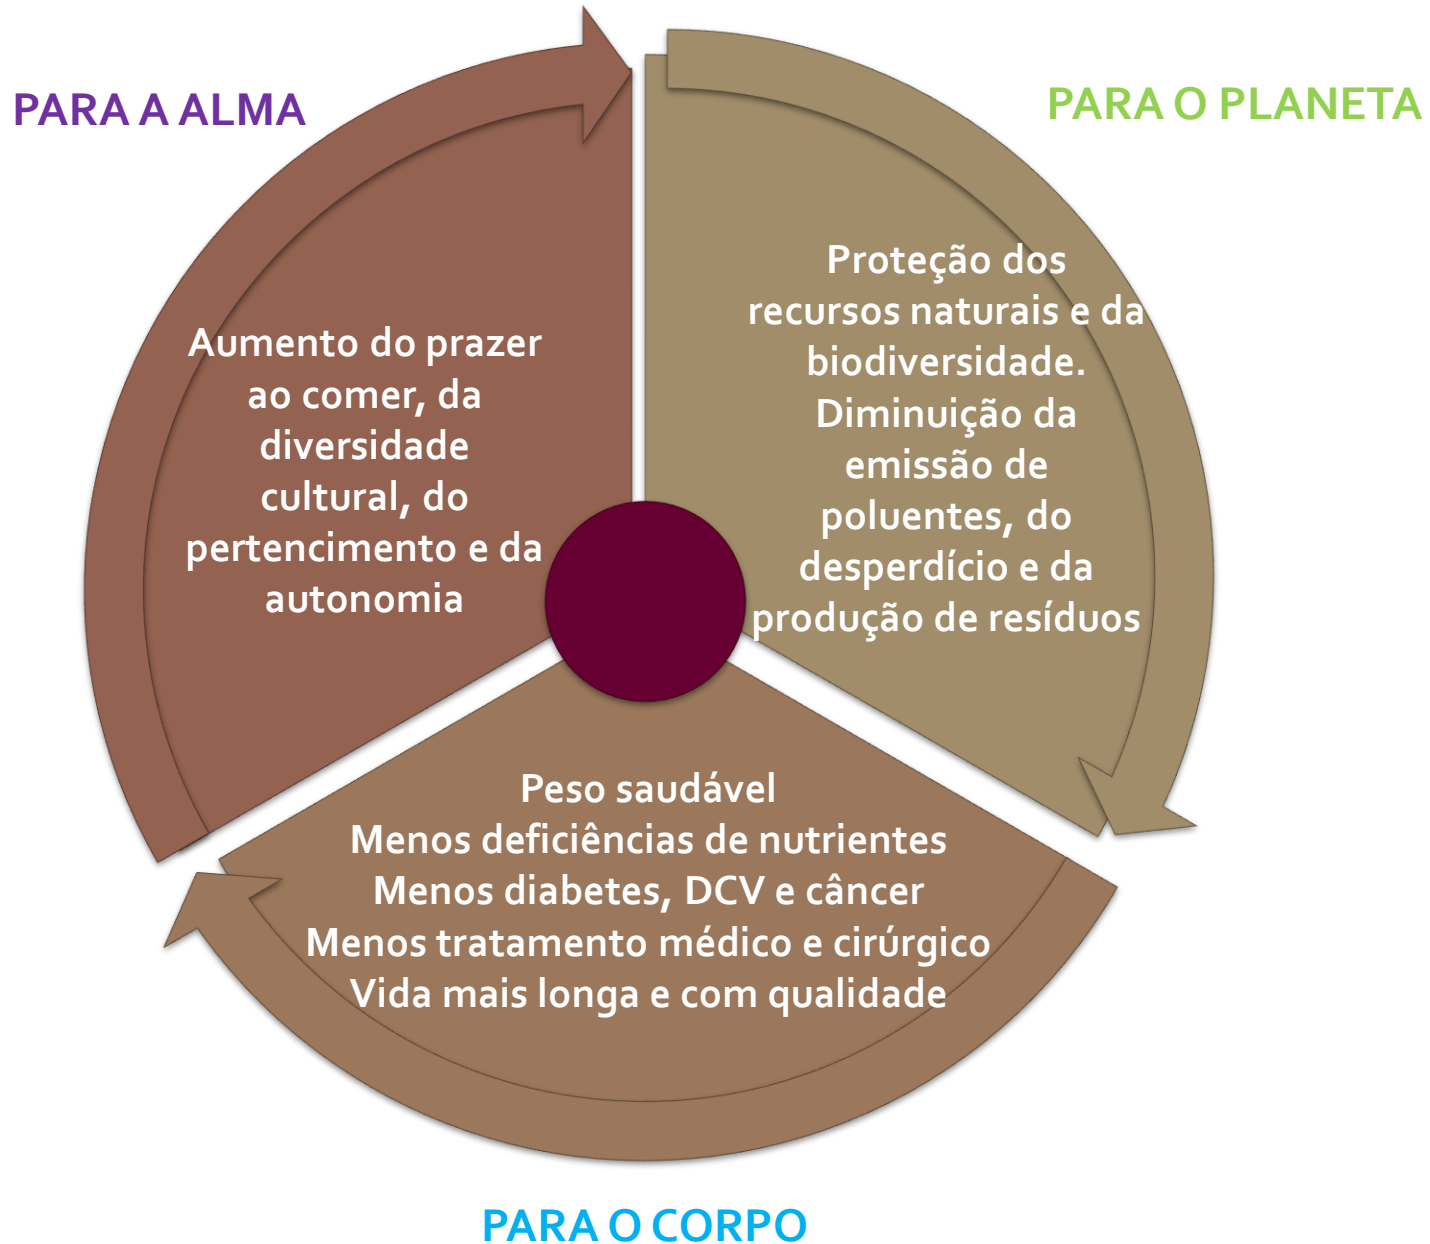 PARA A ALMA
Aumento do prazer
ao comer, da
diversidade
cultural, do
pertencimento e da
autonomia
PARA O PLANETA
Proteção dos
recursos naturais e da
biodiversidade.
Diminuição da
emissão de
poluentes, do
desperdício e da
produção de resíduos
Peso saudável
Menos deficiências de nutrientes
Menos diabetes, DCV e câncer
Menos tratamento médico e cirúrgico
Vida mais longa e com qualidade
PARA O CORPO